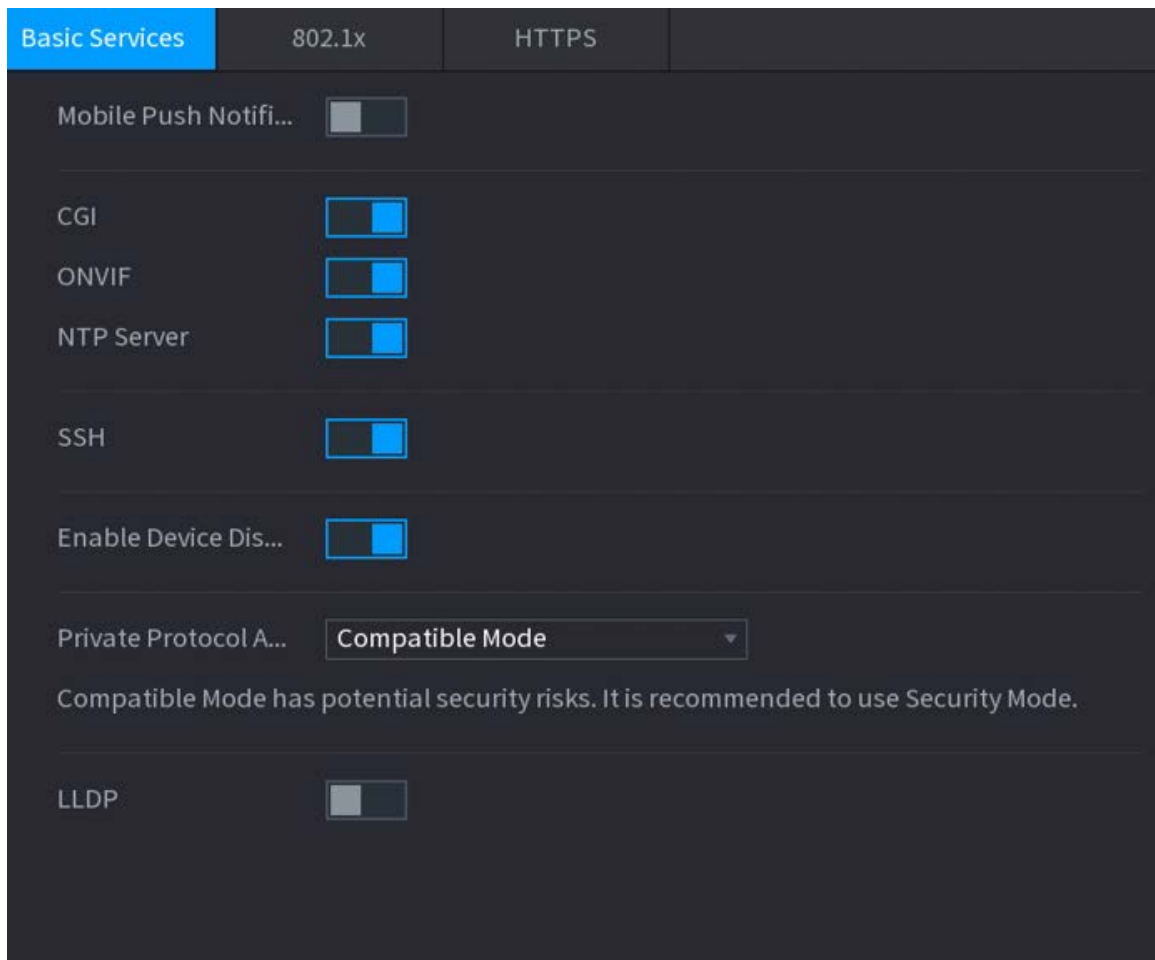 Basic Services 802.1x HTTPS
Mobile Push Notifi...
CGI
ONVIF
NTP Server
SSH
Enable Device Dis...
Private Protocol A... Compatible Mode
Compatible Mode has potential security risks. It is recommended to use Security Mode.
LLDP